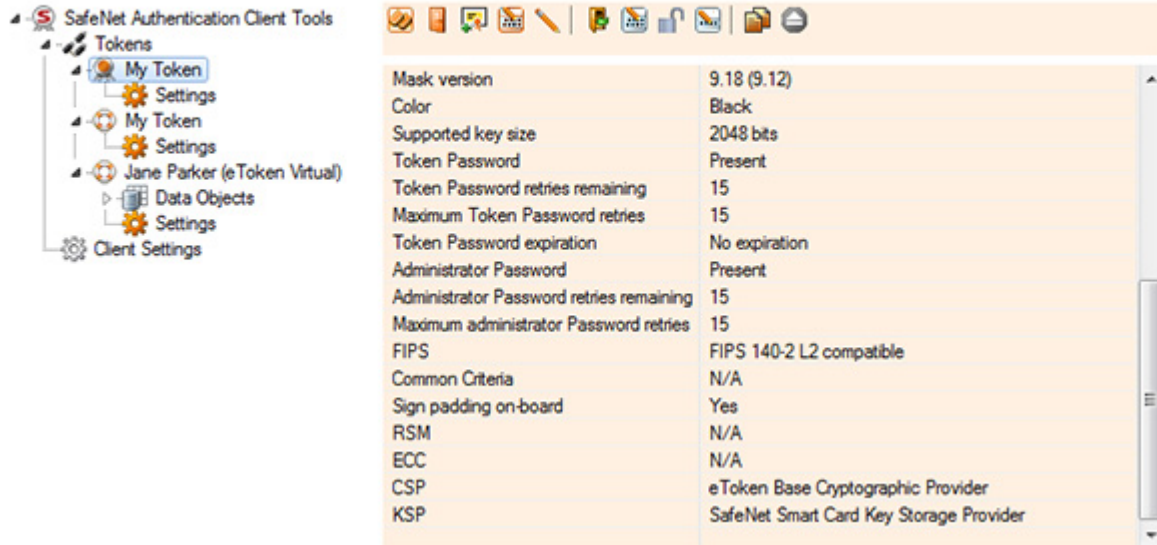 SafeNet Authentication Client Tools
Tokens
My Token
Settings
My Token
Settings
Jane Parker (eToken Virtual)
Data Objects
Settings
Client Settings
Mask version 9.18 (9.12)
Color Black
Supported key size 2048 bits
Token Password Present
Token Password retries remaining 15
Maximum Token Password retries 15
Token Password expiration No expiration
Administrator Password Present
Administrator Password retries remaining 15
Maximum administrator Password retries 15
FIPS FIPS 140-2 L2 compatible
Common Criteria N/A
Sign padding on-board Yes
RSM N/A
ECC N/A
CSP eToken Base Cryptographic Provider
KSP SafeNet Smart Card Key Storage Provider